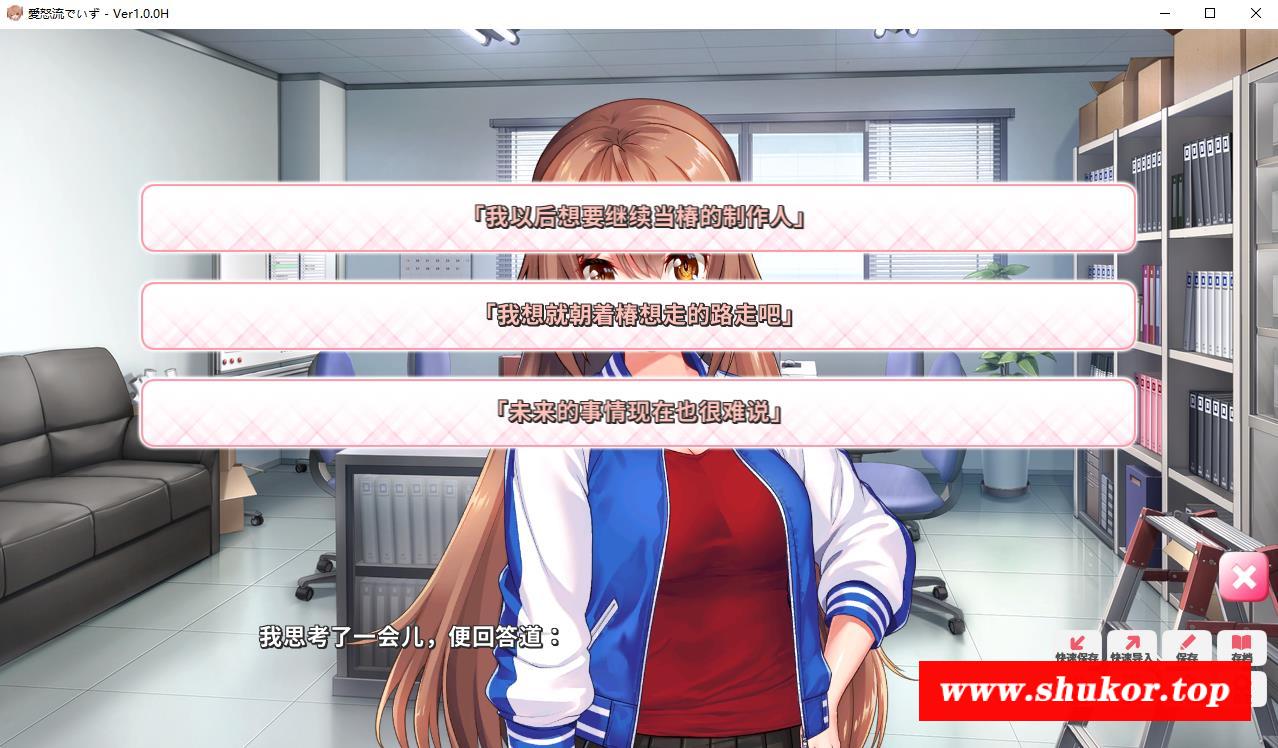 愛怒流でいず - Ver1.0.0H
「我以后想要继续当椿的制作人」
「我想就朝着椿想走的路走吧」
「未来的事情现在也很难说」
我思考了一会儿，便回答道：
快速保存 快速导入 保存 存档
www.shukor.top